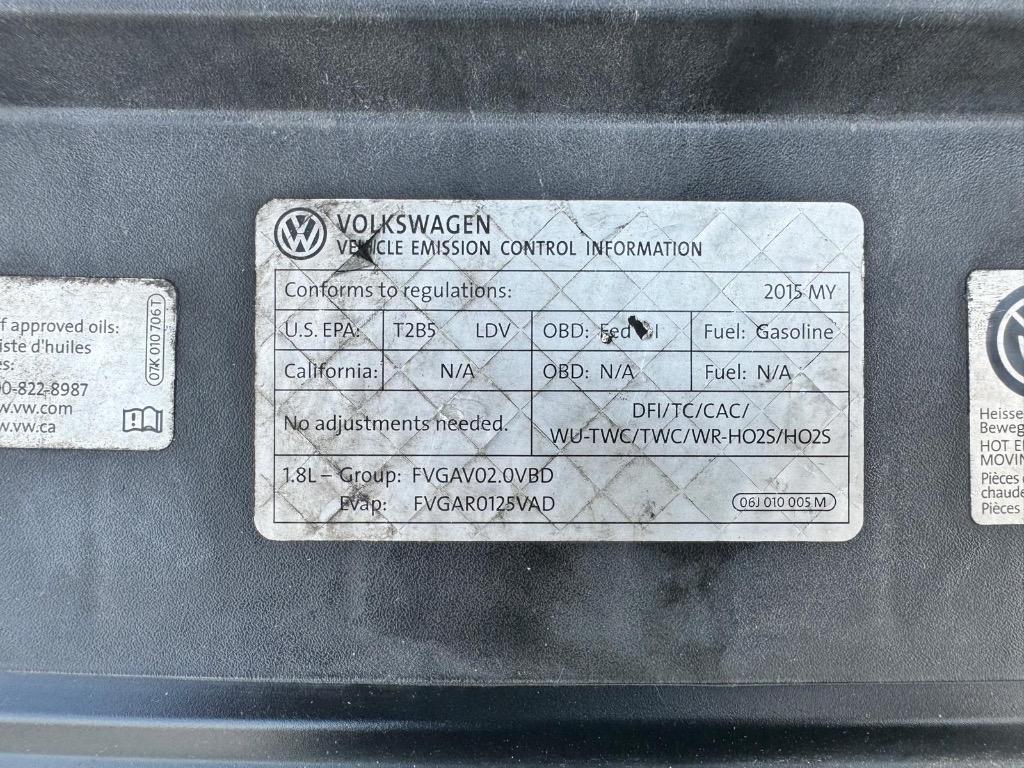 VOLKSWAGEN
VEHICLE EMISSION CONTROL INFORMATION
Conforms to regulations: 2015 MY
U.S. EPA: T2B5 LDV OBD: Federal Fuel: Gasoline
California: N/A OBD: N/A Fuel: N/A
No adjustments needed. DFI/TC/CAC/
WU-TWC/TWC/WR-HO2S/HO2S
1.8L – Group: FVGAV02.0VBD
Evap: FVGAR0125VAD
06J 010 005 M
f approved oils:
iste d'huiles
es:
00-822-8987
w.vw.com
w.vw.ca
07K 010 706 T
Heisse
Beweg
HOT E
MOVIN
Pièces
chaude
Pièces